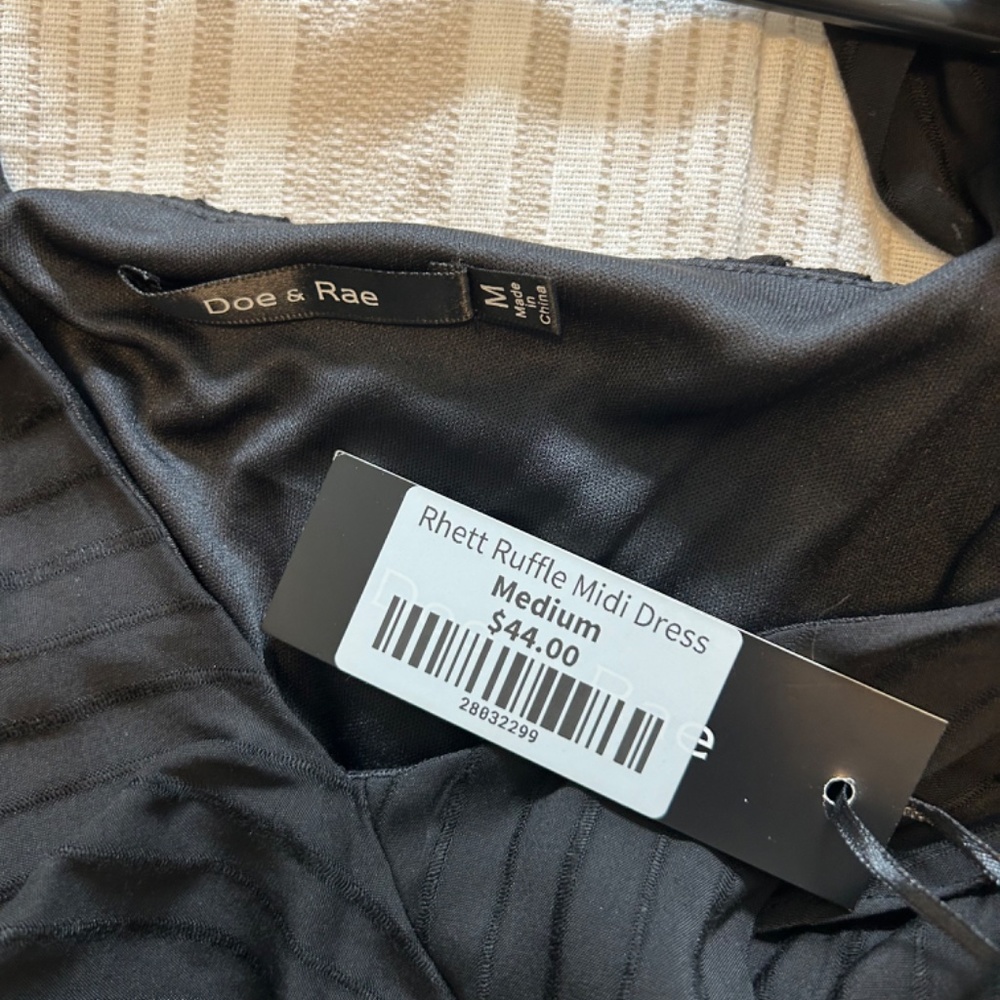 Doe & Rae
M
Made
in
China
Rhett Ruffle Midi Dress
Medium
$44.00
28032299
e